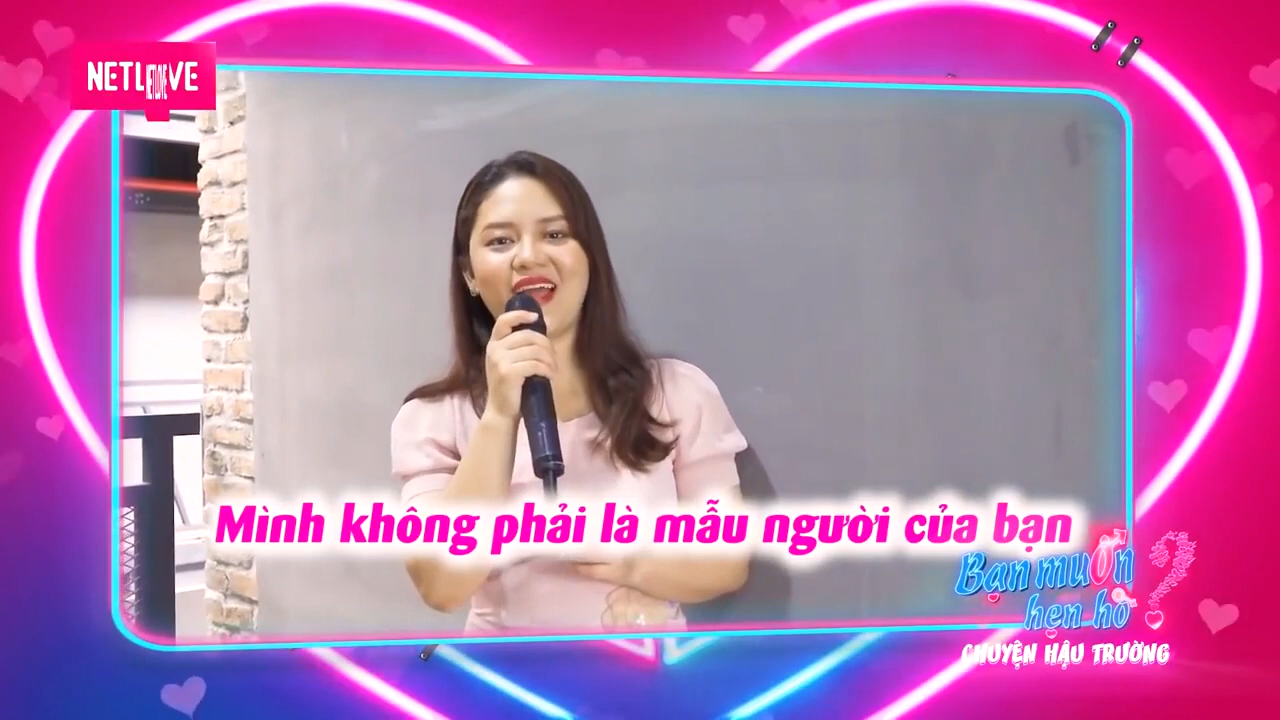 NETLOVE
Mình không phải là mẫu người của bạn
Bạn muốn
hẹn hò?
CHUYỆN HẬU TRƯỜNG